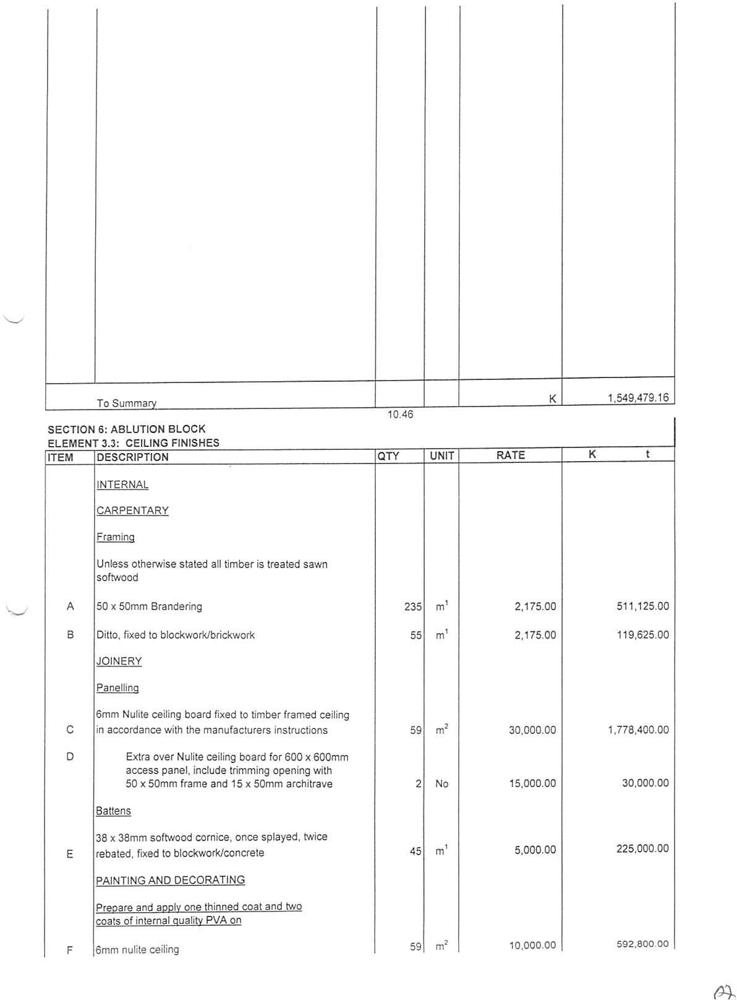 To Summary K 1,549,479.16
10.46
SECTION 6: ABLUTION BLOCK
ELEMENT 3.3: CEILING FINISHES
ITEM DESCRIPTION QTY UNIT RATE K t
INTERNAL
CARPENTARY
Framing
Unless otherwise stated all timber is treated sawn
softwood
A 50 x 50mm Brandering 235 m¹ 2,175.00 511,125.00
B Ditto, fixed to blockwork/brickwork 55 m¹ 2,175.00 119,625.00
JOINERY
Panelling
6mm Nulite ceiling board fixed to timber framed ceiling
C in accordance with the manufacturers instructions 59 m² 30,000.00 1,778,400.00
D Extra over Nulite ceiling board for 600 x 600mm
access panel, include trimming opening with
50 x 50mm frame and 15 x 50mm architrave 2 No 15,000.00 30,000.00
Battens
38 x 38mm softwood cornice, once splayed, twice
E rebated, fixed to blockwork/concrete 45 m¹ 5,000.00 225,000.00
PAINTING AND DECORATING
Prepare and apply one thinned coat and two
coats of internal quality PVA on
F 6mm nulite ceiling 59 m² 10,000.00 592,800.00